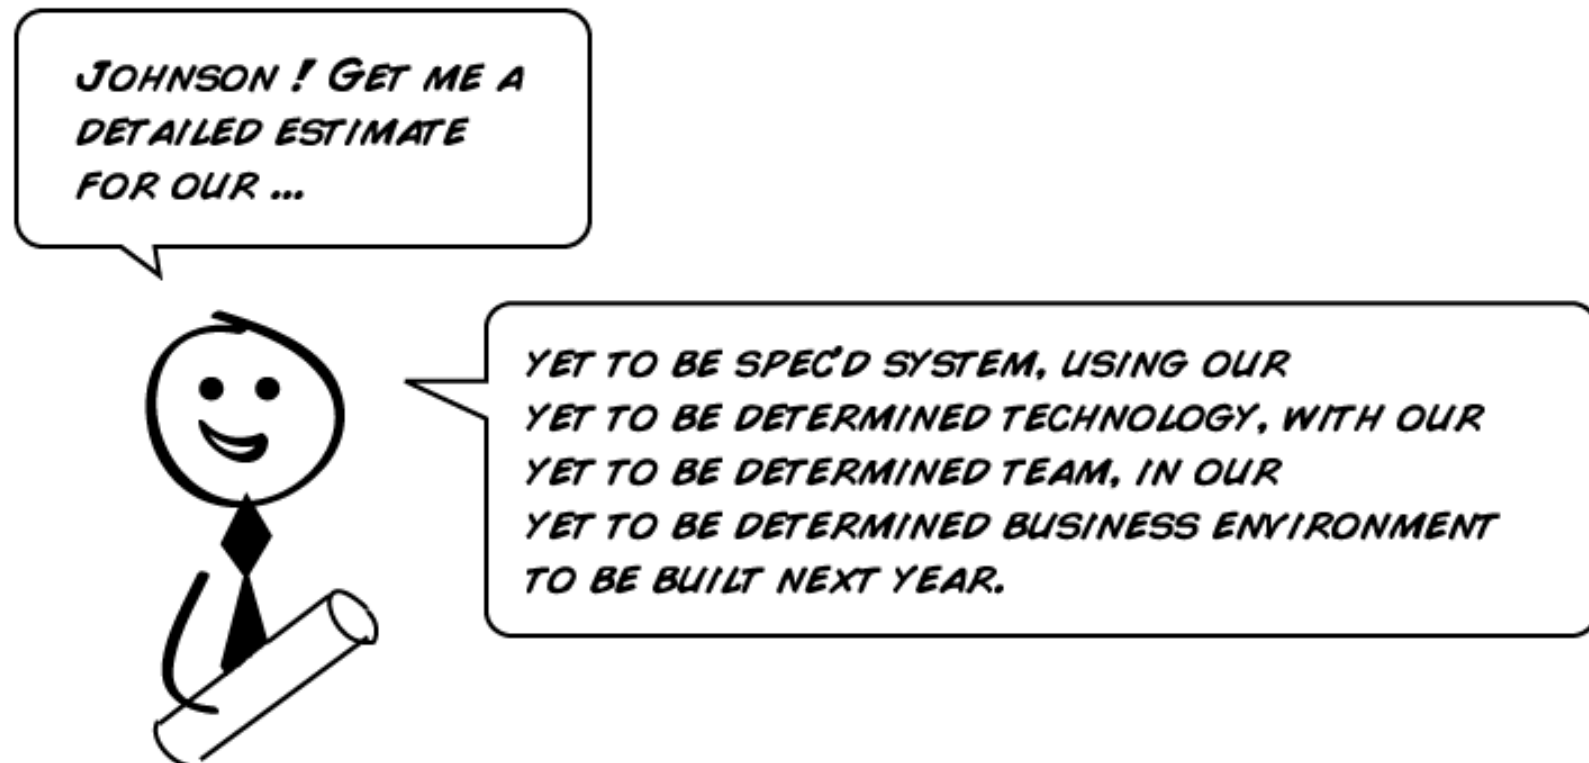 JOHNSON ! GET ME A
DETAILED ESTIMATE
FOR OUR ...
YET TO BE SPEC'D SYSTEM, USING OUR
YET TO BE DETERMINED TECHNOLOGY, WITH OUR
YET TO BE DETERMINED TEAM, IN OUR
YET TO BE DETERMINED BUSINESS ENVIRONMENT
TO BE BUILT NEXT YEAR.